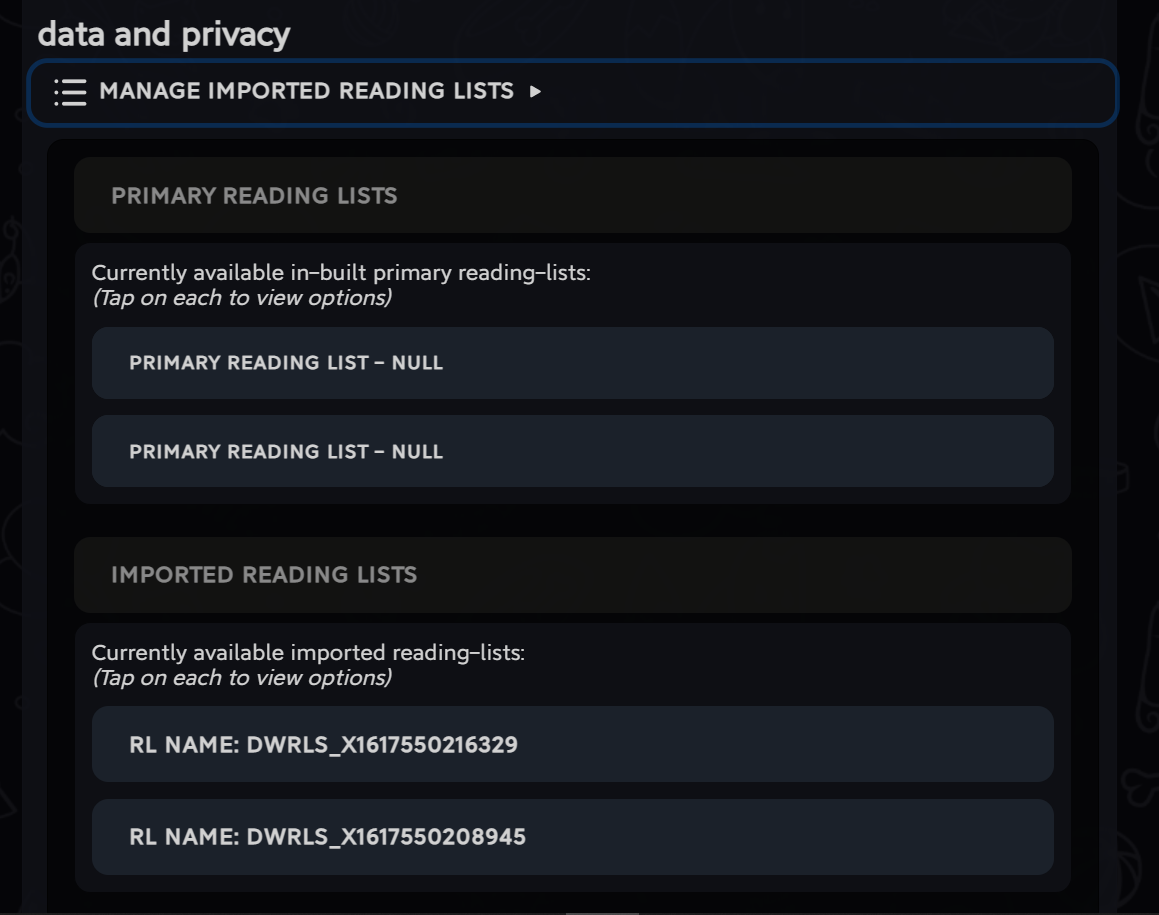 data and privacy
MANAGE IMPORTED READING LISTS
PRIMARY READING LISTS
Currently available in-built primary reading-lists:
(Tap on each to view options)
PRIMARY READING LIST - NULL
PRIMARY READING LIST - NULL
IMPORTED READING LISTS
Currently available imported reading-lists:
(Tap on each to view options)
RL NAME: DWRLS_X1617550216329
RL NAME: DWRLS_X1617550208945